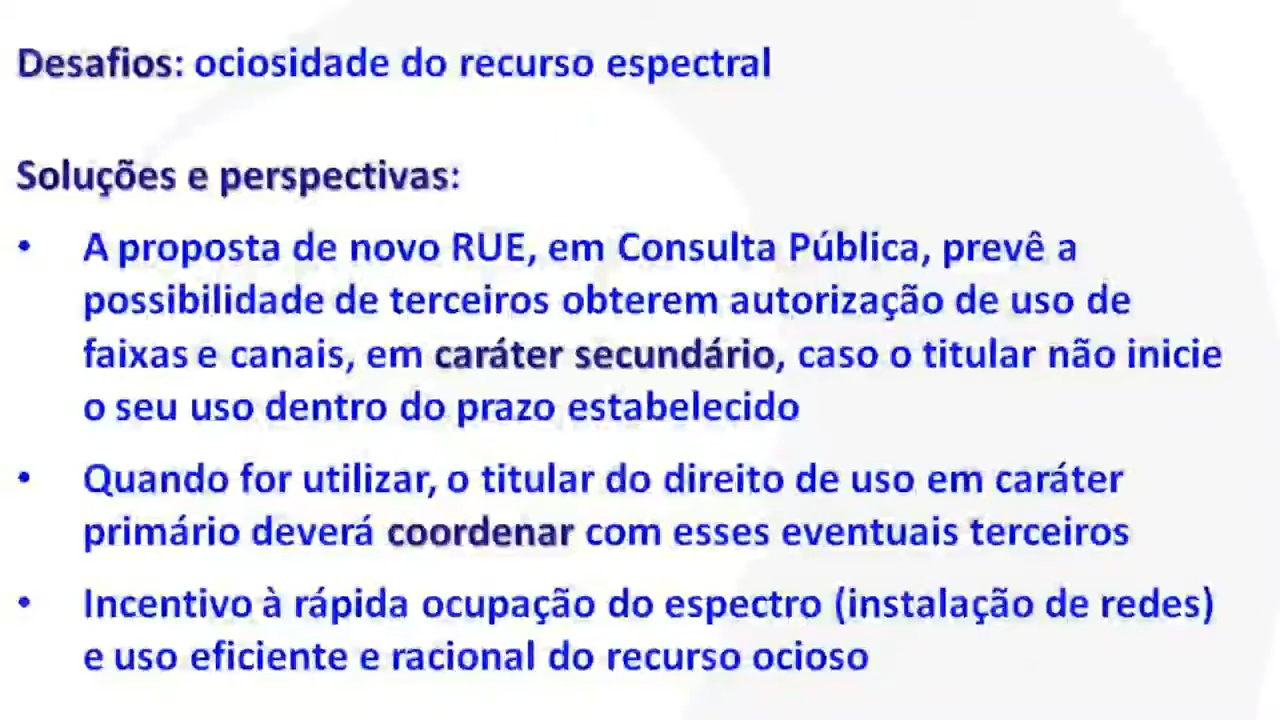 Desafios: ociosidade do recurso espectral
Soluções e perspectivas:
• A proposta de novo RUE, em Consulta Pública, prevê a
possibilidade de terceiros obterem autorização de uso de
faixas e canais, em caráter secundário, caso o titular não inicie
o seu uso dentro do prazo estabelecido
• Quando for utilizar, o titular do direito de uso em caráter
primário deverá coordenar com esses eventuais terceiros
• Incentivo à rápida ocupação do espectro (instalação de redes)
e uso eficiente e racional do recurso ocioso